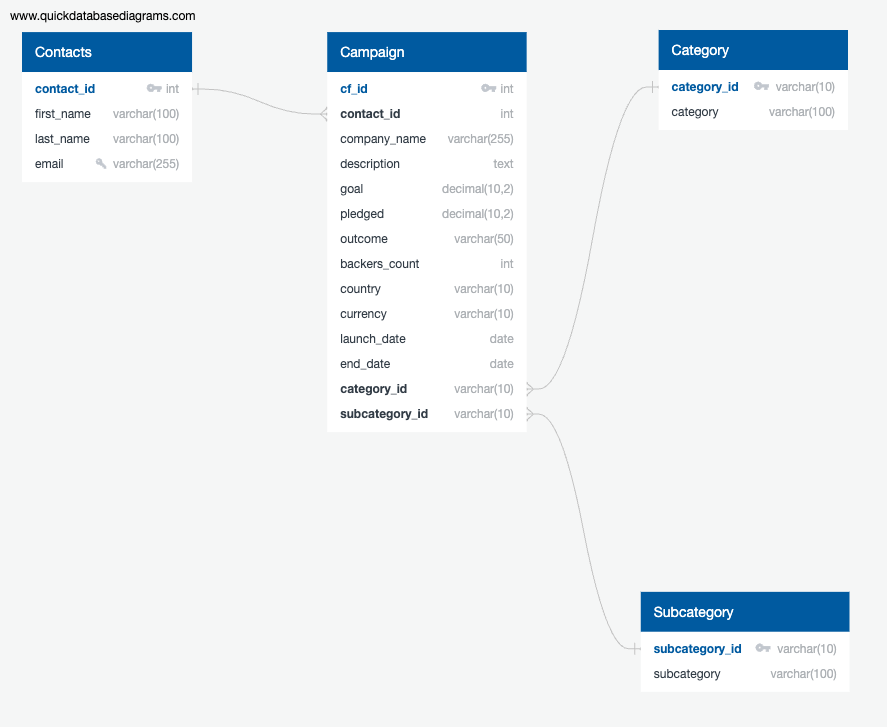 www.quickdatabasediagrams.com
Contacts
contact_id int
first_name varchar(100)
last_name varchar(100)
email varchar(255)
Campaign
cf_id int
contact_id int
company_name varchar(255)
description text
goal decimal(10,2)
pledged decimal(10,2)
outcome varchar(50)
backers_count int
country varchar(10)
currency varchar(10)
launch_date date
end_date date
category_id varchar(10)
subcategory_id varchar(10)
Category
category_id varchar(10)
category varchar(100)
Subcategory
subcategory_id varchar(10)
subcategory varchar(100)